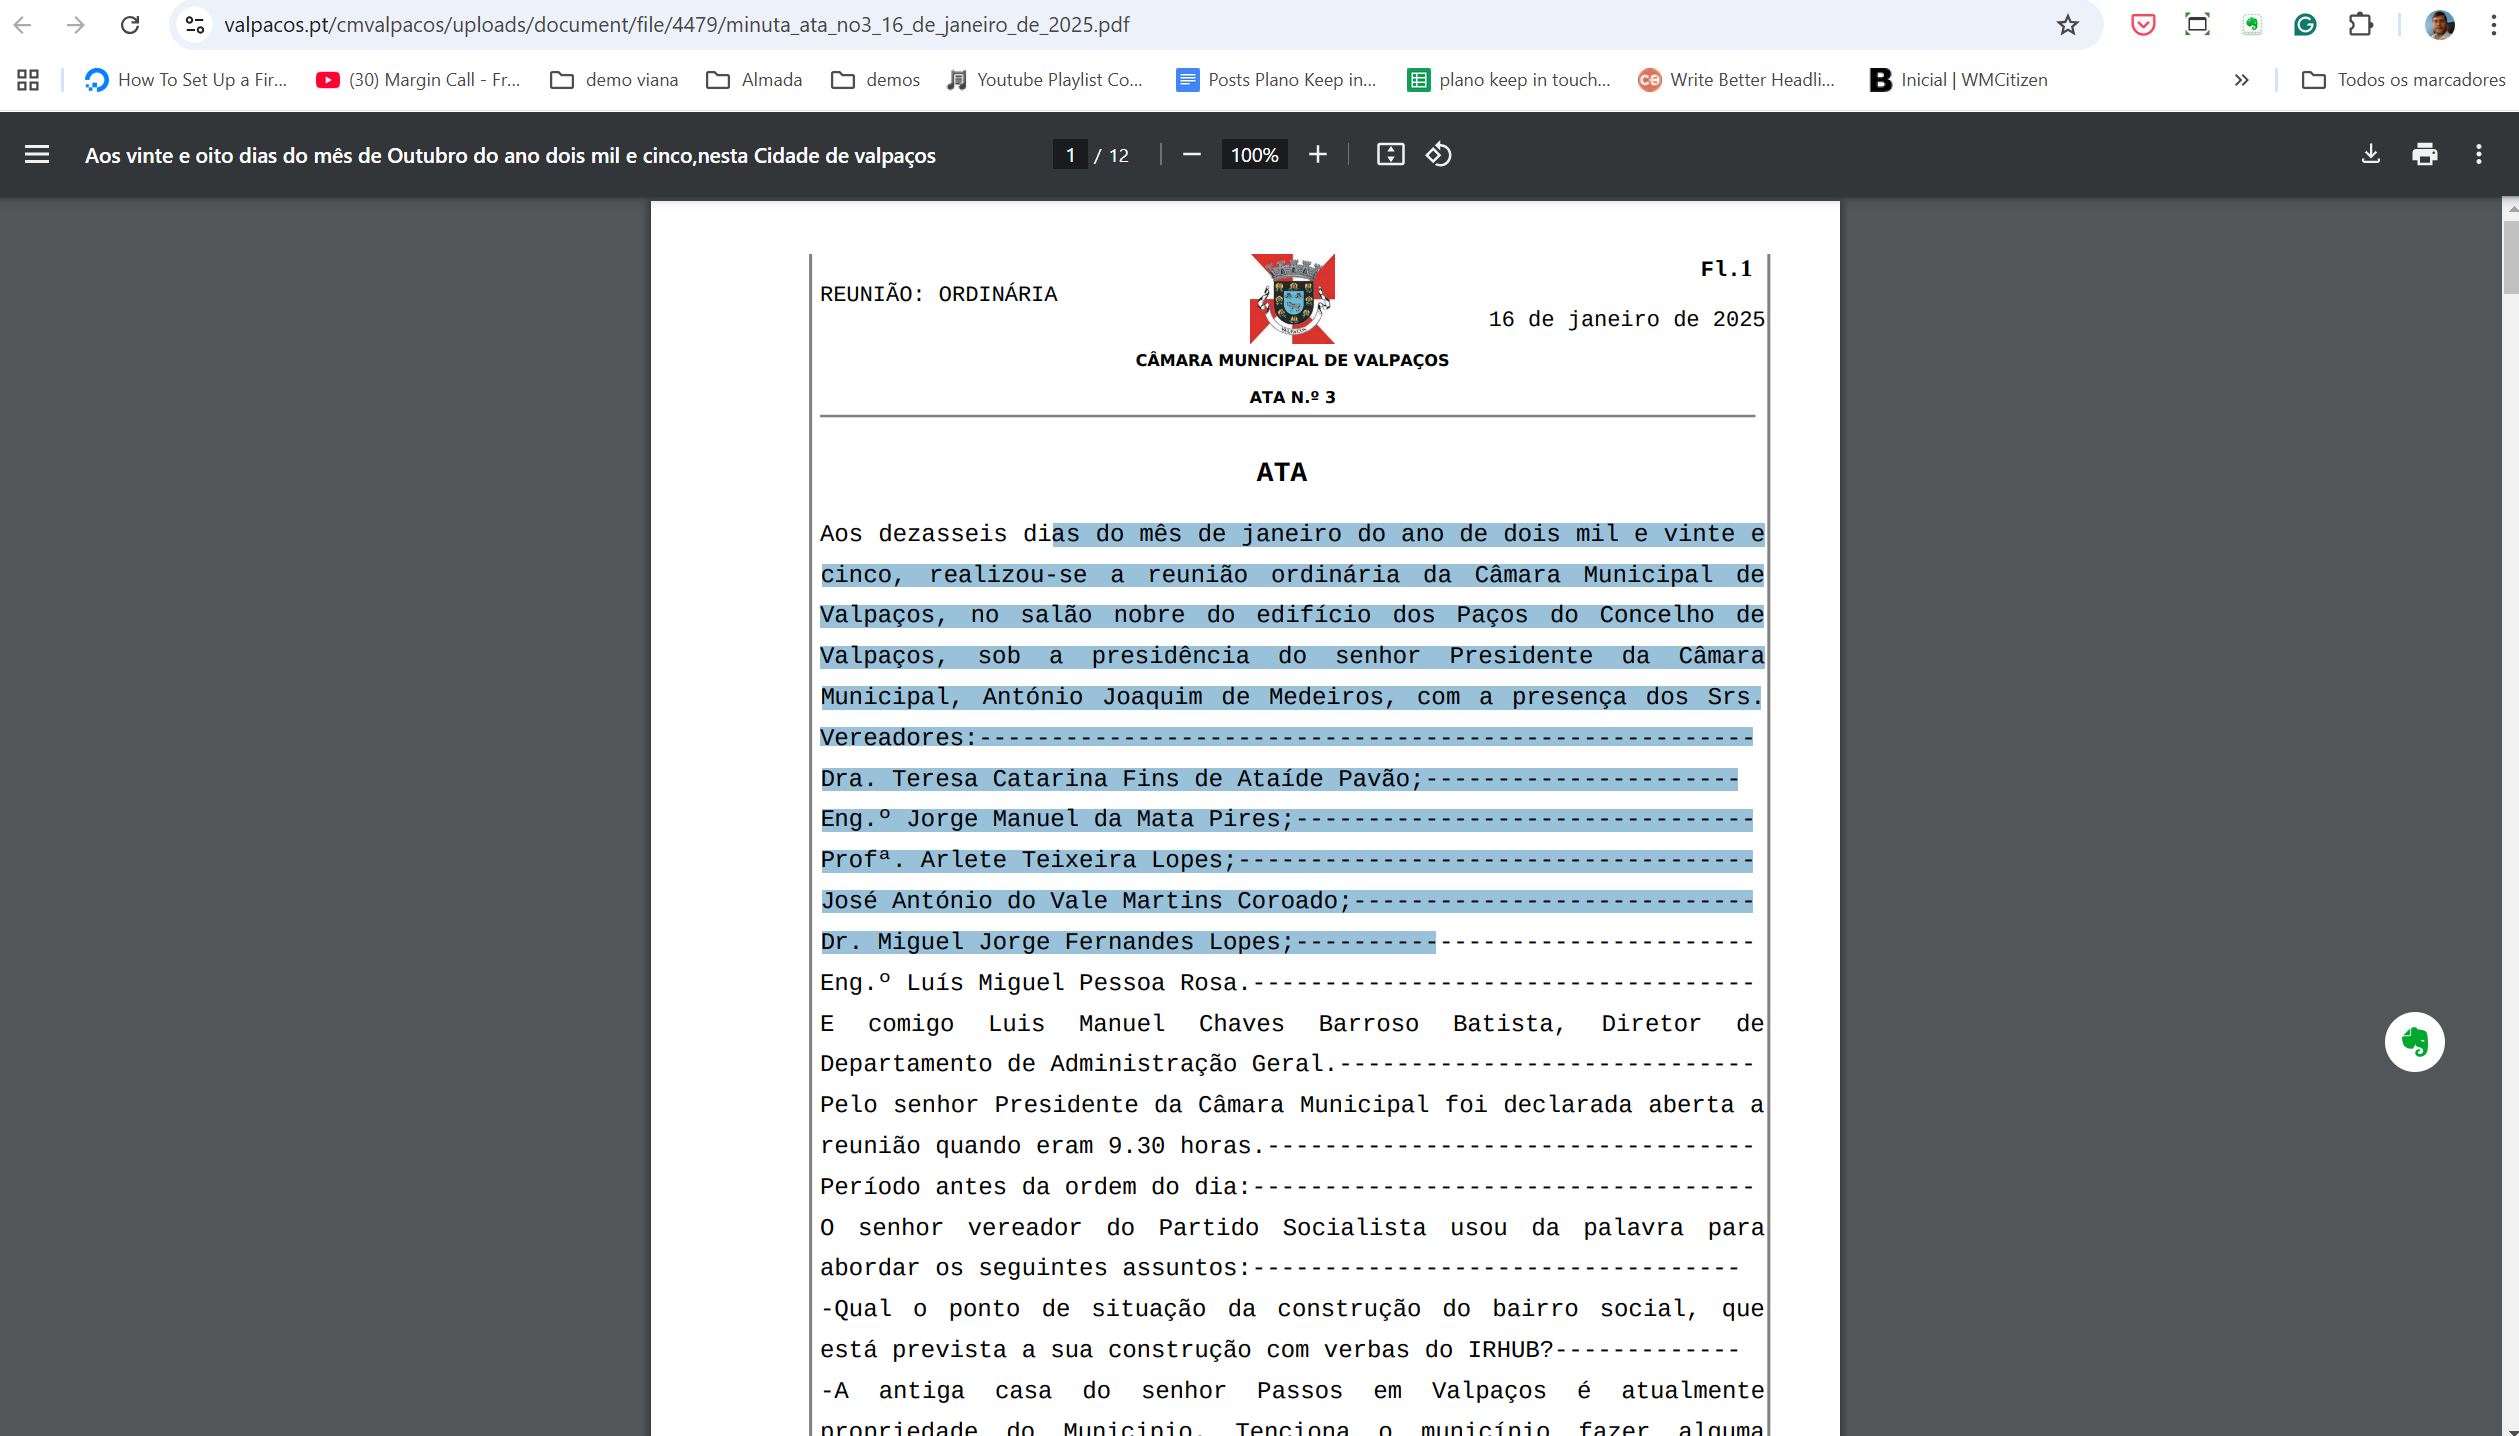 valpacos.pt/cmvalpacos/uploads/document/file/4479/minuta_ata_no3_16_de_janeiro_de_2025.pdf
How To Set Up a Fir...
(30) Margin Call - Fr...
demo viana
Almada
demos
Youtube Playlist Co...
Posts Plano Keep in...
plano keep in touch...
Write Better Headli...
Inicial | WMCitizen
Todos os marcadores
Aos vinte e oito dias do mês de Outubro do ano dois mil e cinco,nesta Cidade de valpaços
1 / 12
100%
Fl.1
REUNIÃO: ORDINÁRIA
16 de janeiro de 2025
VALPAÇOS
CÂMARA MUNICIPAL DE VALPAÇOS
ATA N.º 3
ATA
Aos dezasseis dias do mês de janeiro do ano de dois mil e vinte e
cinco, realizou-se a reunião ordinária da Câmara Municipal de
Valpaços, no salão nobre do edifício dos Paços do Concelho de
Valpaços, sob a presidência do senhor Presidente da Câmara
Municipal, António Joaquim de Medeiros, com a presença dos Srs.
Vereadores:------------------------------------------------------
Dra. Teresa Catarina Fins de Ataíde Pavão;----------------------
Eng.º Jorge Manuel da Mata Pires;--------------------------------
Profª. Arlete Teixeira Lopes;------------------------------------
José António do Vale Martins Coroado;----------------------------
Dr. Miguel Jorge Fernandes Lopes;--------------------------------
Eng.º Luís Miguel Pessoa Rosa.-----------------------------------
E comigo Luis Manuel Chaves Barroso Batista, Diretor de
Departamento de Administração Geral.-----------------------------
Pelo senhor Presidente da Câmara Municipal foi declarada aberta a
reunião quando eram 9.30 horas.----------------------------------
Período antes da ordem do dia:-----------------------------------
O senhor vereador do Partido Socialista usou da palavra para
abordar os seguintes assuntos:----------------------------------
-Qual o ponto de situação da construção do bairro social, que
está prevista a sua construção com verbas do IRHUB?-------------
-A antiga casa do senhor Passos em Valpaços é atualmente
propriedade do Municipio. Tenciona o município fazer alguma